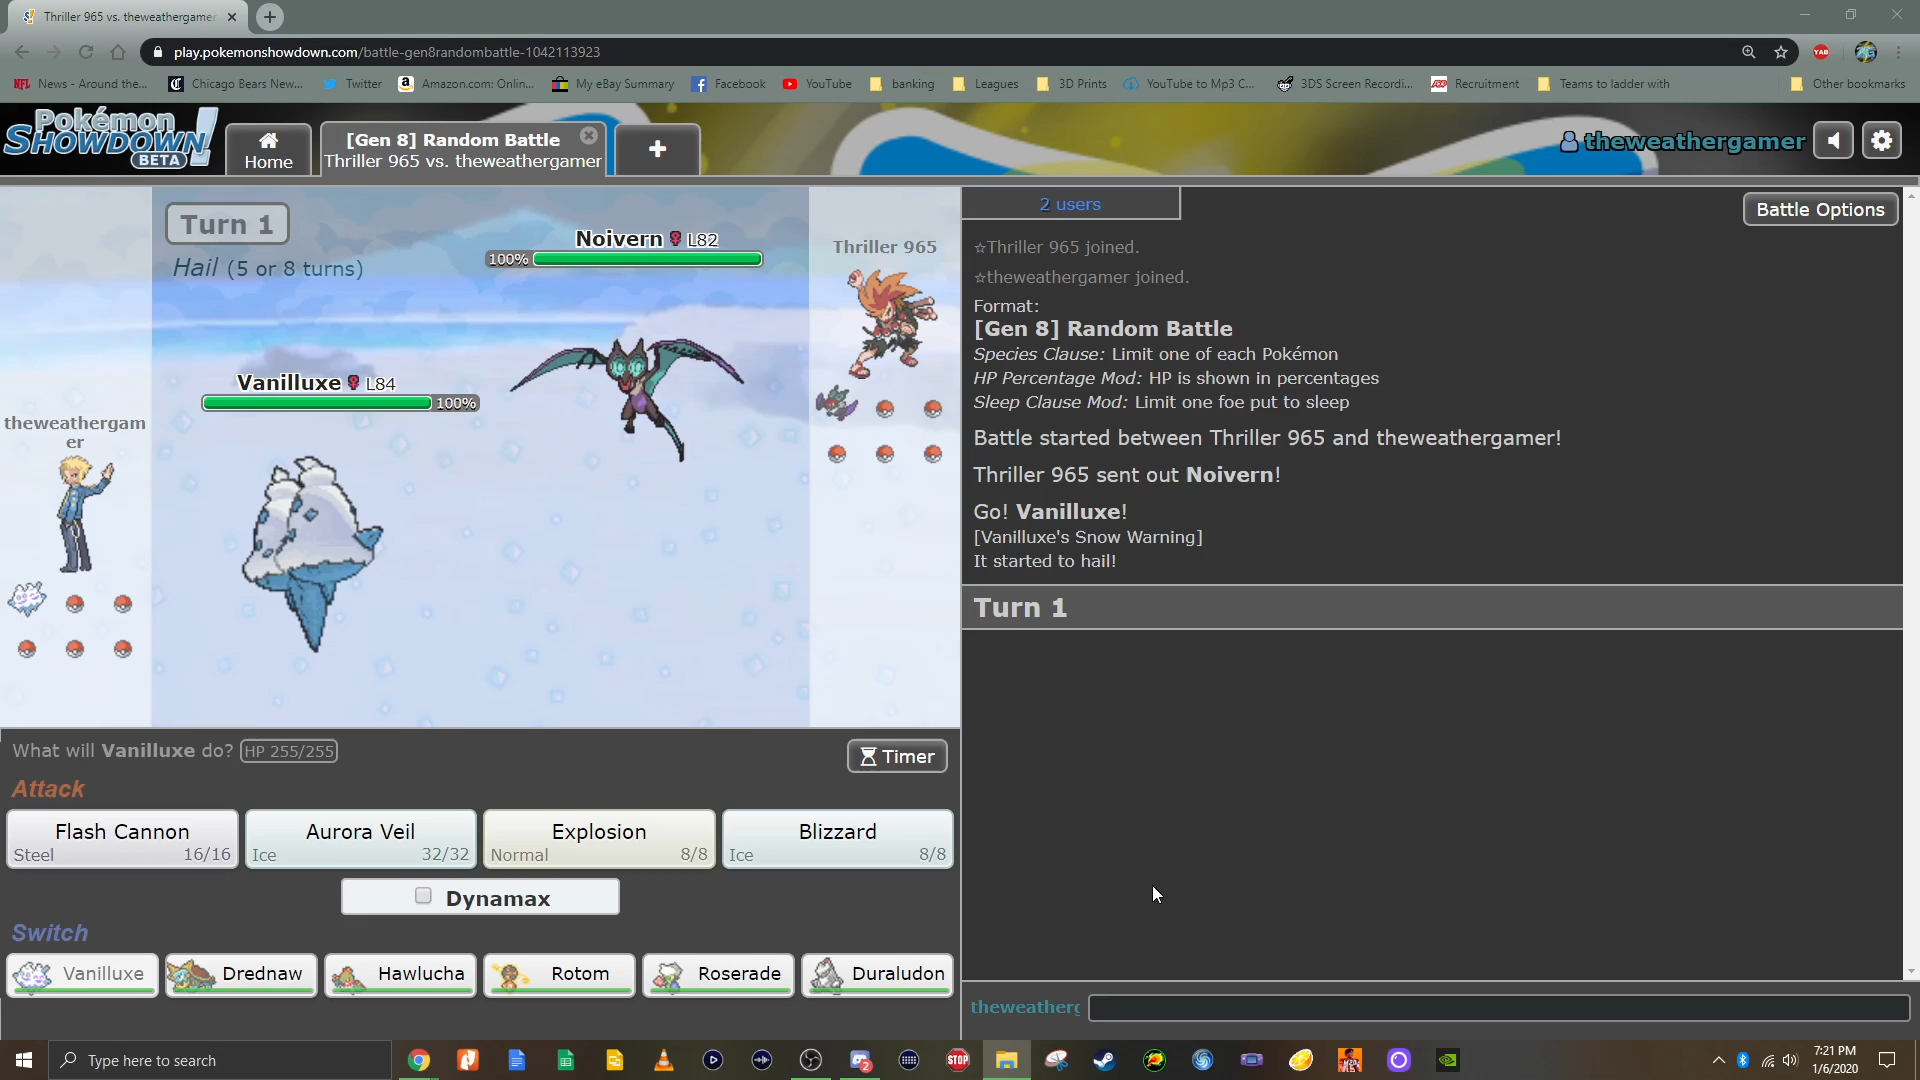 Thriller 965 vs. theweathergamer
play.pokemonshowdown.com/battle-gen8randombattle-1042113923
YAB
NFL News - Around the...
Chicago Bears New...
Twitter
Amazon.com: Onlin...
My eBay Summary
Facebook
YouTube
banking
Leagues
3D Prints
YouTube to Mp3 C...
3DS Screen Recordi...
Recruitment
Teams to ladder with
Other bookmarks
Pokémon
SHOWDOWN!
BETA
Home
[Gen 8] Random Battle
Thriller 965 vs. theweathergamer
theweathergamer
Turn 1
Hail (5 or 8 turns)
Noivern L82
100%
Thriller 965
Vanilluxe L84
100%
theweathergam
er
2 users
Battle Options
☆Thriller 965 joined.
☆theweathergamer joined.
Format:
[Gen 8] Random Battle
Species Clause: Limit one of each Pokémon
HP Percentage Mod: HP is shown in percentages
Sleep Clause Mod: Limit one foe put to sleep
Battle started between Thriller 965 and theweathergamer!
Thriller 965 sent out Noivern!
Go! Vanilluxe!
[Vanilluxe's Snow Warning]
It started to hail!
Turn 1
What will Vanilluxe do? HP 255/255
Timer
Attack
Flash Cannon
Steel 16/16
Aurora Veil
Ice 32/32
Explosion
Normal 8/8
Blizzard
Ice 8/8
Dynamax
Switch
Vanilluxe
Drednaw
Hawlucha
Rotom
Roserade
Duraludon
theweatherg
Type here to search
STOP
7:21 PM
1/6/2020